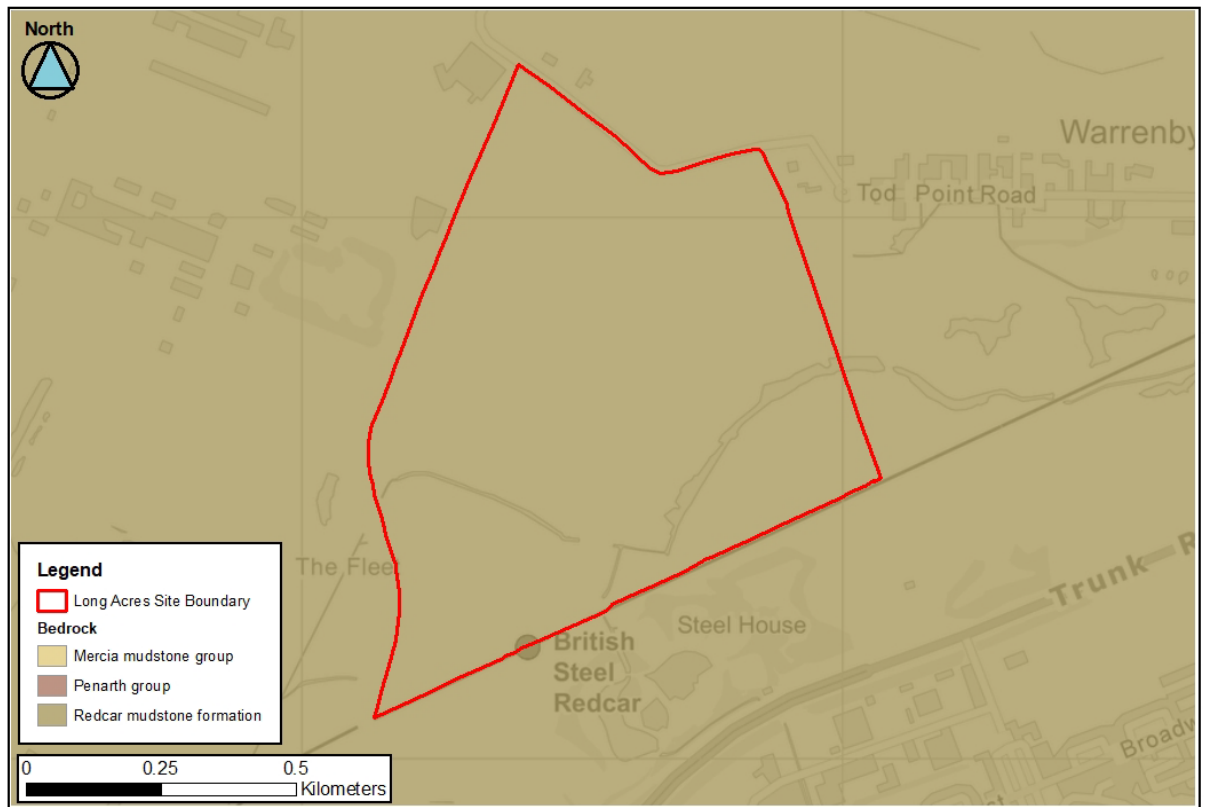 North
Warrenby
Tod Point Road
The Fleet
British
Steel
Redcar
Steel House
Trunk R
Broadw
Legend
Long Acres Site Boundary
Bedrock
Mercia mudstone group
Penarth group
Redcar mudstone formation
0 0.25 0.5
Kilometers